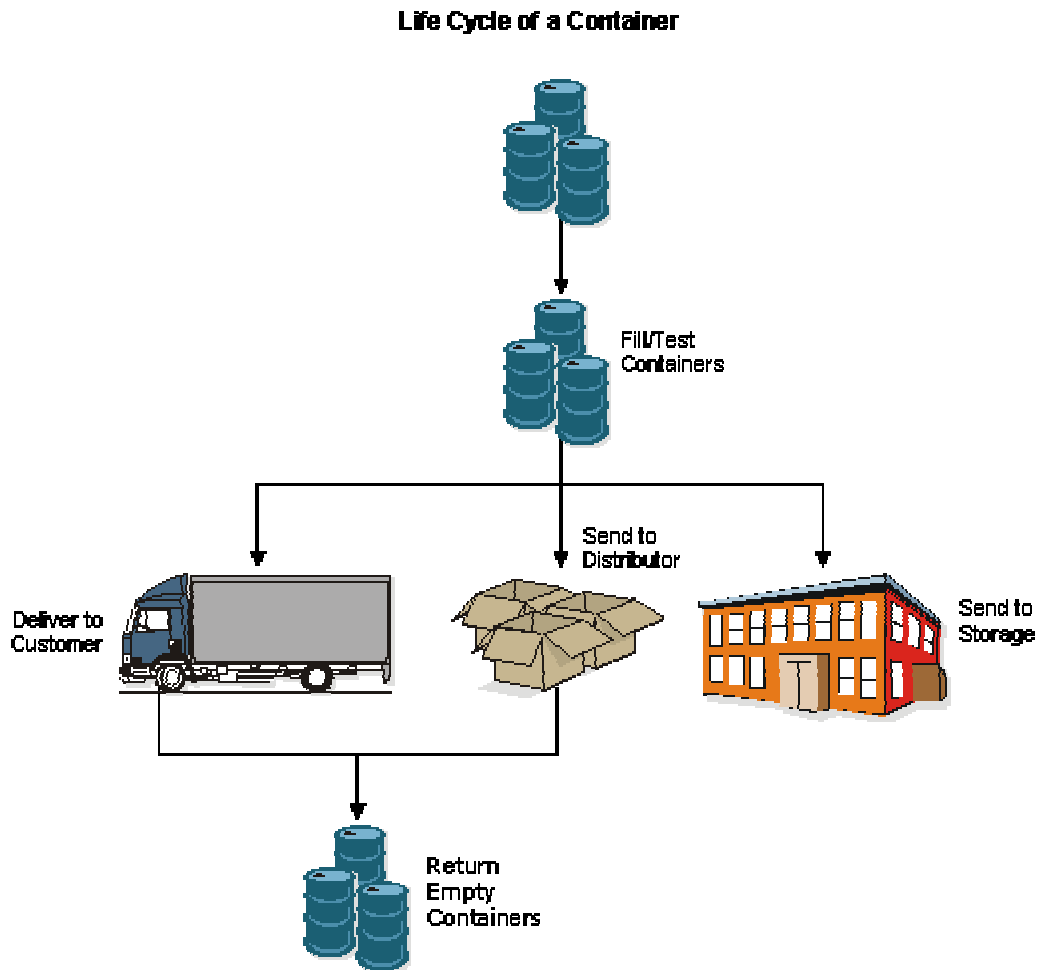 Life Cycle of a Container
Fill/Test
Containers
Send to
Distributor
Deliver to
Customer
Send to
Storage
Return
Empty
Containers